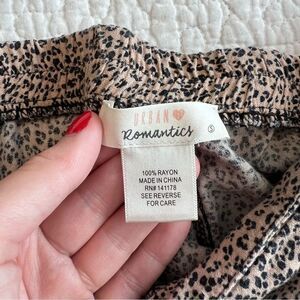 URBAN
Romantics
S
100% RAYON
MADE IN CHINA
RN# 141178
SEE REVERSE
FOR CARE